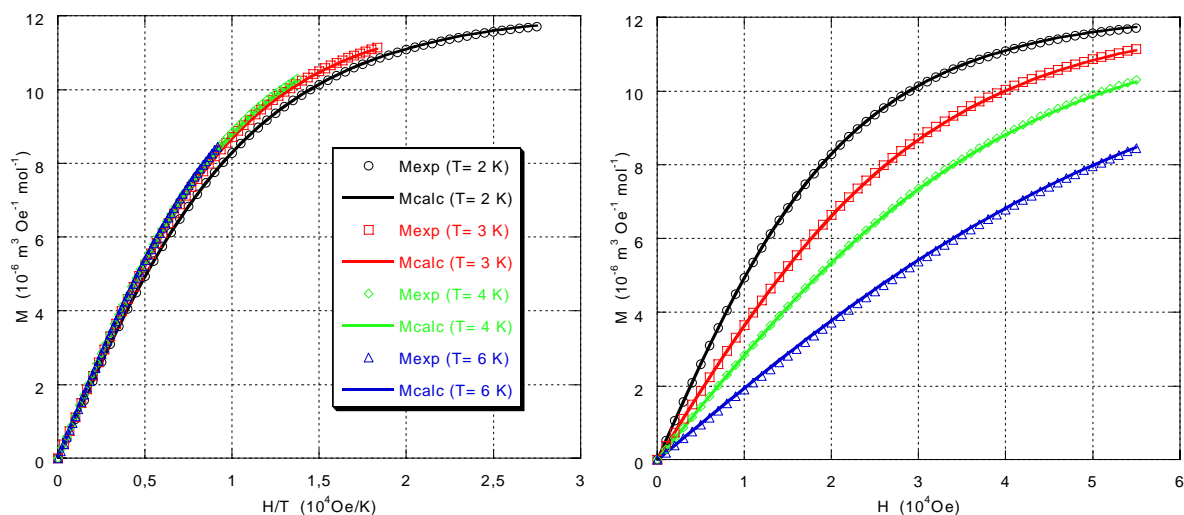 12
10
8
6
4
2
0
M (10⁻⁶ m³ Oe⁻¹ mol⁻¹)
0
0,5
1
1,5
2
2,5
3
H/T (10⁴Oe/K)
Mexp (T= 2 K)
Mcalc (T= 2 K)
Mexp (T= 3 K)
Mcalc (T= 3 K)
Mexp (T= 4 K)
Mcalc (T= 4 K)
Mexp (T= 6 K)
Mcalc (T= 6 K)
12
10
8
6
4
2
0
M (10⁻⁶ m³ Oe⁻¹ mol⁻¹)
0
1
2
3
4
5
6
H (10⁴Oe)